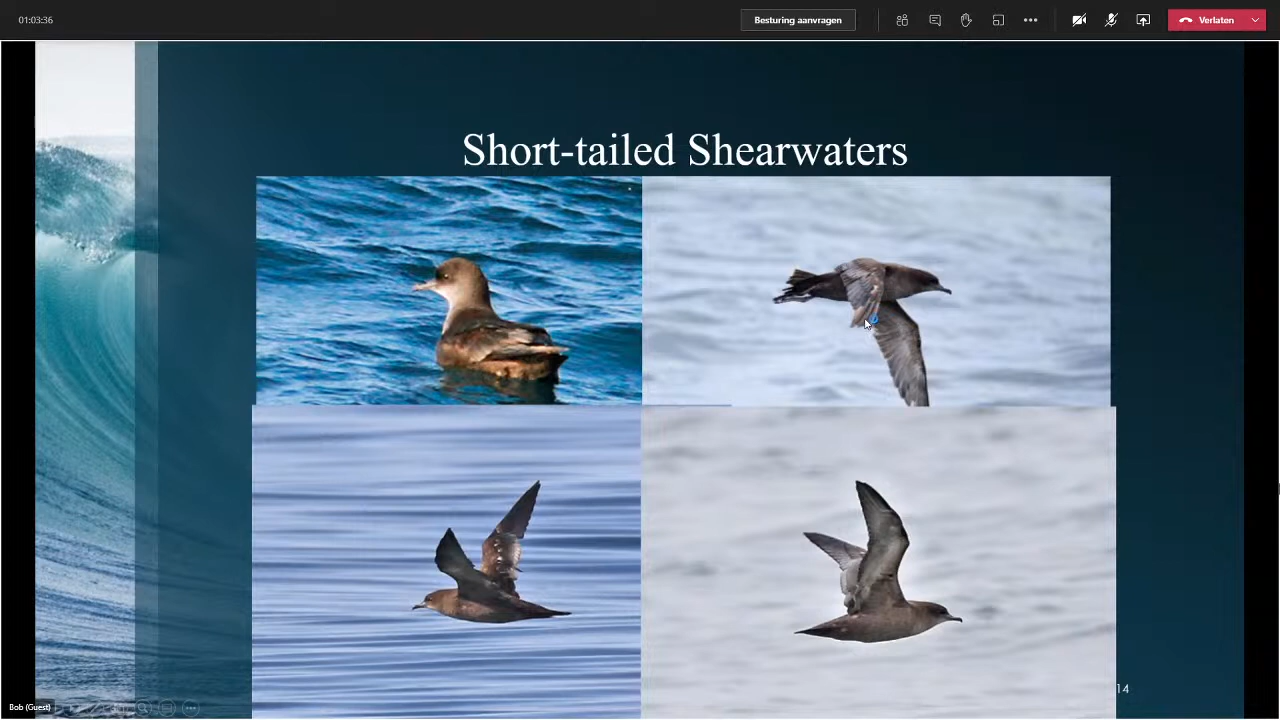 01:03:36
Besturing aanvragen
Verlaten
Short-tailed Shearwaters
14
Bob (Guest)